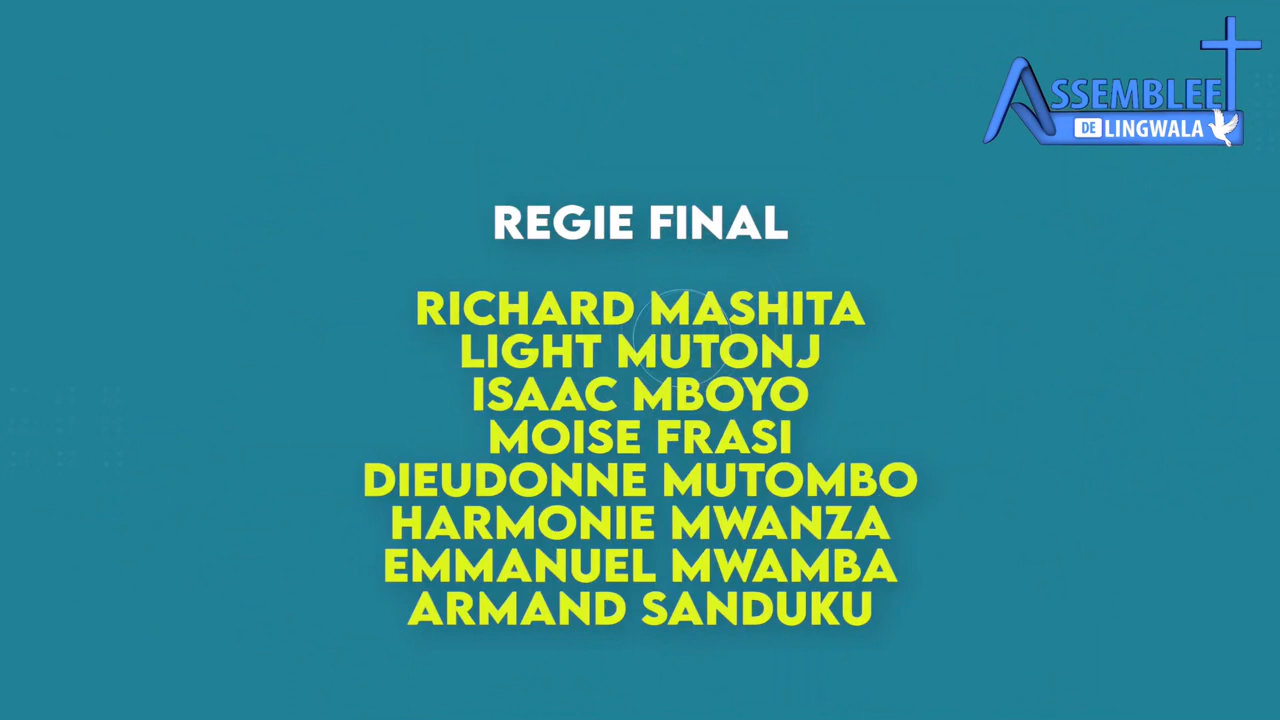 ASSEMBLEE
DE LINGWALA
REGIE FINAL
RICHARD MASHITA
LIGHT MUTONJ
ISAAC MBOYO
MOISE FRASI
DIEUDONNE MUTOMBO
HARMONIE MWANZA
EMMANUEL MWAMBA
ARMAND SANDUKU